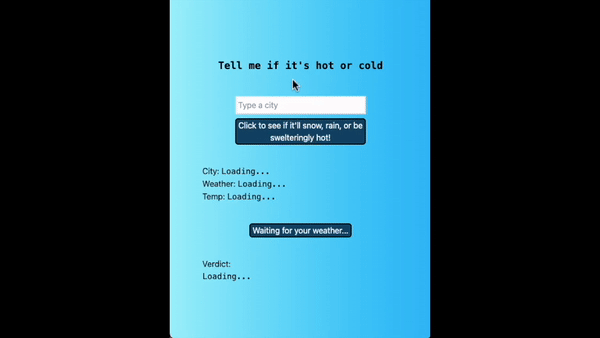 Tell me if it's hot or cold
Type a city
Click to see if it'll snow, rain, or be
swelteringly hot!
City: Loading...
Weather: Loading...
Temp: Loading...
Waiting for your weather...
Verdict:
Loading...